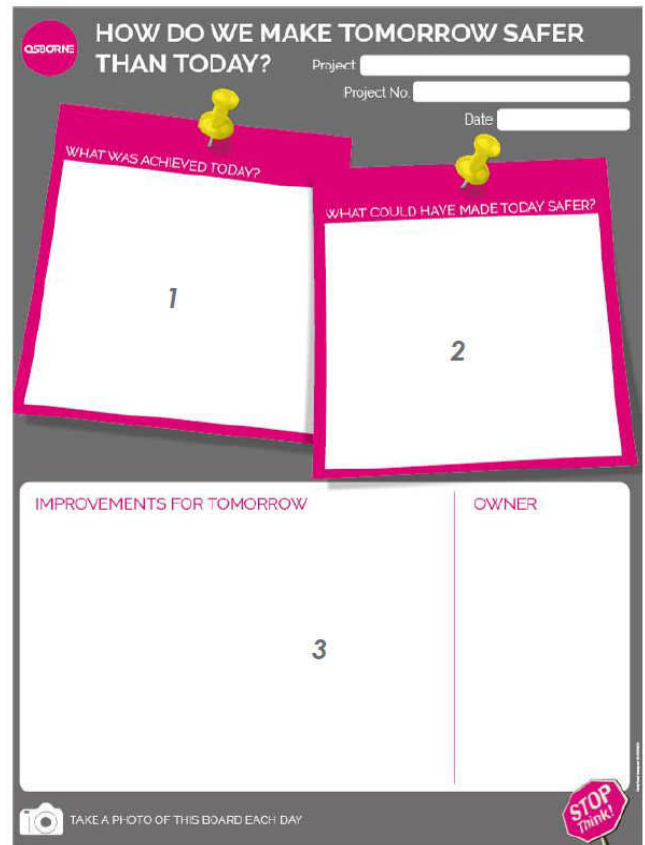 OSBORNE
HOW DO WE MAKE TOMORROW SAFER
THAN TODAY?
Project
Project No.
Date
WHAT WAS ACHIEVED TODAY?
1
WHAT COULD HAVE MADE TODAY SAFER?
2
IMPROVEMENTS FOR TOMORROW
OWNER
3
TAKE A PHOTO OF THIS BOARD EACH DAY
STOP
Think!